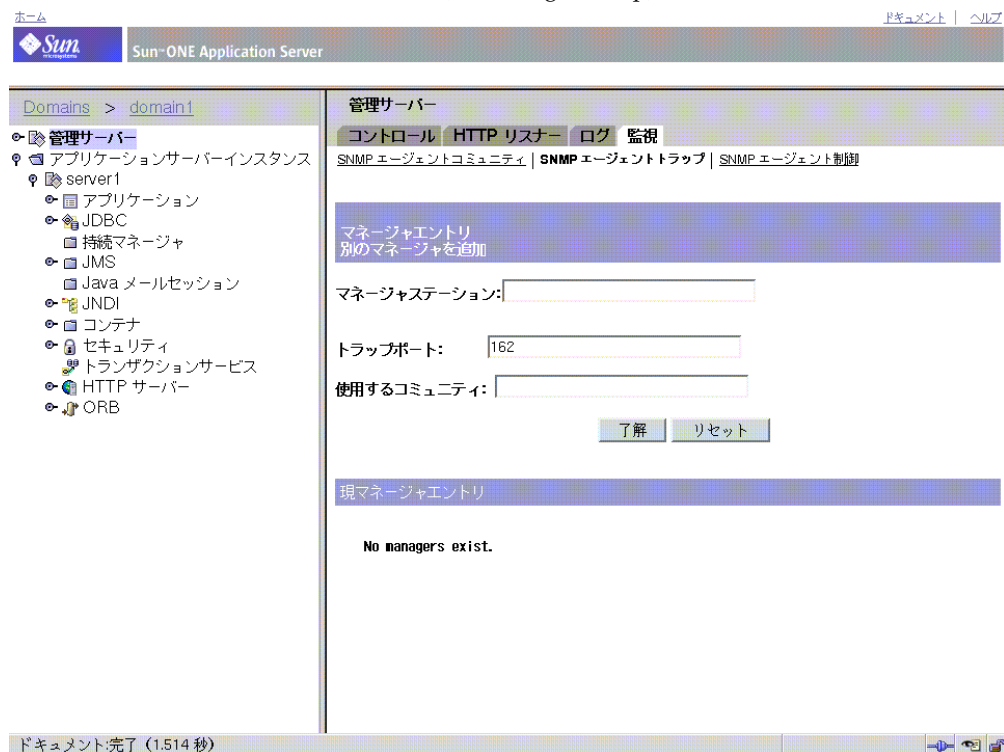 ホーム
ドキュメント | ヘルプ
Sun microsystems
Sun ONE Application Server
Domains > domain1
管理サーバー
アプリケーションサーバーインスタンス
server1
アプリケーション
JDBC
持続マネージャ
JMS
Java メールセッション
JNDI
コンテナ
セキュリティ
トランザクションサービス
HTTP サーバー
ORB
管理サーバー
コントロール HTTP リスナー ログ 監視
SNMP エージェントコミュニティ | SNMP エージェントトラップ | SNMP エージェント制御
マネージャエントリ
別のマネージャを追加
マネージャステーション:
トラップポート: 162
使用するコミュニティ:
了解 リセット
現マネージャエントリ
No managers exist.
ドキュメント:完了 (1.514 秒)